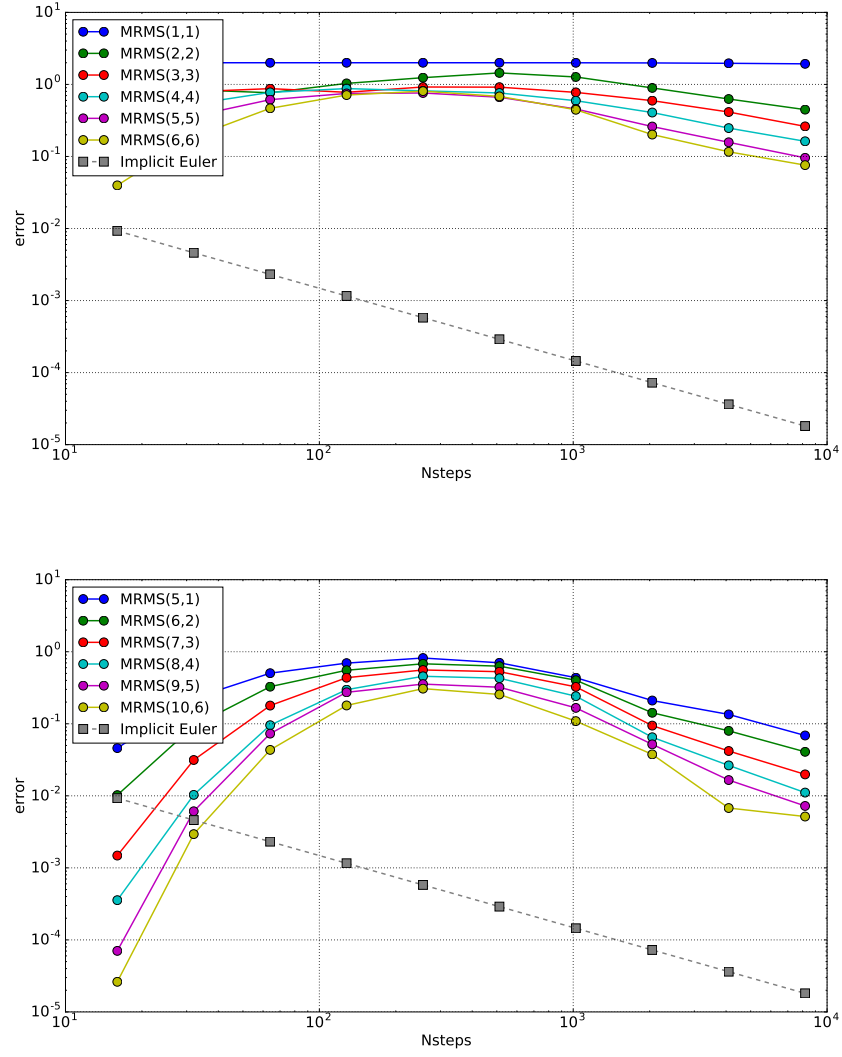 10^1
MRMS(1,1)
MRMS(2,2)
10^0
MRMS(3,3)
MRMS(4,4)
MRMS(5,5)
MRMS(6,6)
10^-1
Implicit Euler
10^-2
error
10^-3
10^-4
10^-5
10^1 10^2 10^3 10^4
Nsteps
10^1
MRMS(5,1)
MRMS(6,2)
10^0
MRMS(7,3)
MRMS(8,4)
MRMS(9,5)
MRMS(10,6)
10^-1
Implicit Euler
10^-2
error
10^-3
10^-4
10^-5
10^1 10^2 10^3 10^4
Nsteps